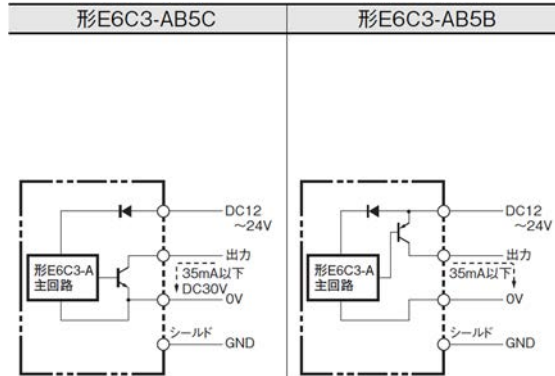 形E6C3-AB5C
形E6C3-AB5B
DC12
～24V
出力
形E6C3-A
主回路
35mA以下
DC30V
0V
シールド
GND
DC12
～24V
出力
形E6C3-A
主回路
35mA以下
0V
シールド
GND